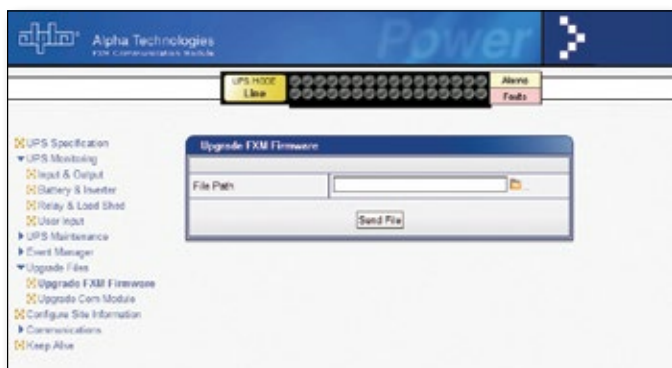 alpha
Alpha Technologies
FXM Communication Module
Power
UPS MODE
Line
Alarms
Faults
UPS Specification
UPS Monitoring
Input & Output
Battery & Inverter
Relay & Load Shed
User Input
UPS Maintenance
Event Manager
Upgrade Files
Upgrade FXM Firmware
Upgrade Com Module
Configure Site Information
Communications
Keep Alive
Upgrade FXM Firmware
File Path
Send File